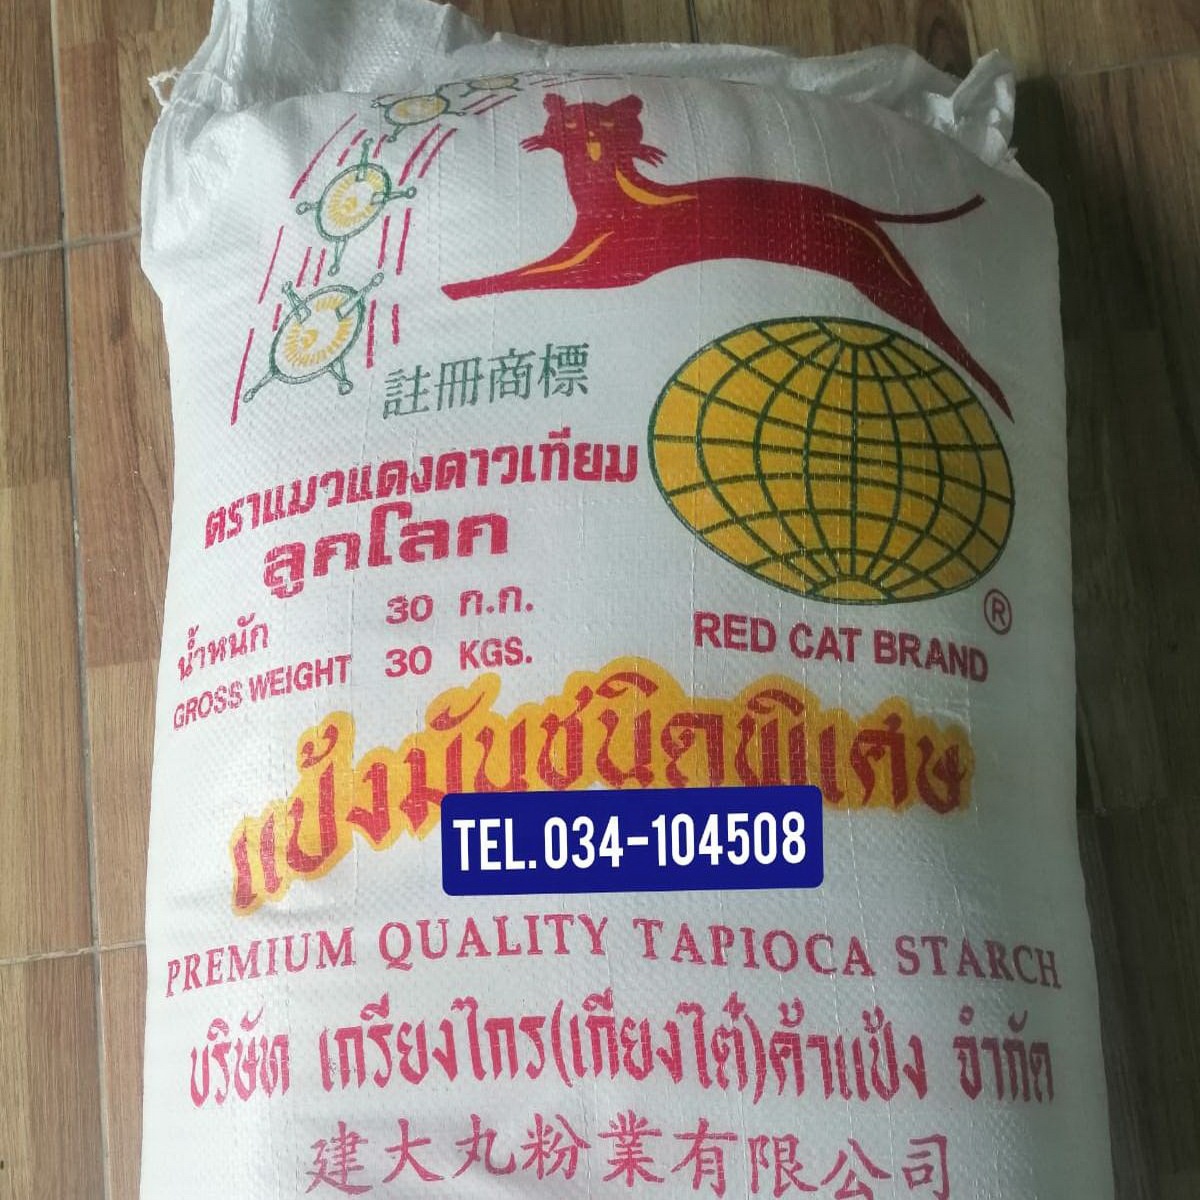 註冊商標
ตราแมวแดงดาวเทียม
ลูกโลก
น้ำหนัก 30 ก.ก.
GROSS WEIGHT 30 KGS.
®
RED CAT BRAND
แป้งมันชนิดพิเศษ
TEL.034-104508
PREMIUM QUALITY TAPIOCA STARCH
บริษัท เกรียงไกร(เกียงไต๋)ค้าแป้ง จำกัด
建大丸粉業有限公司